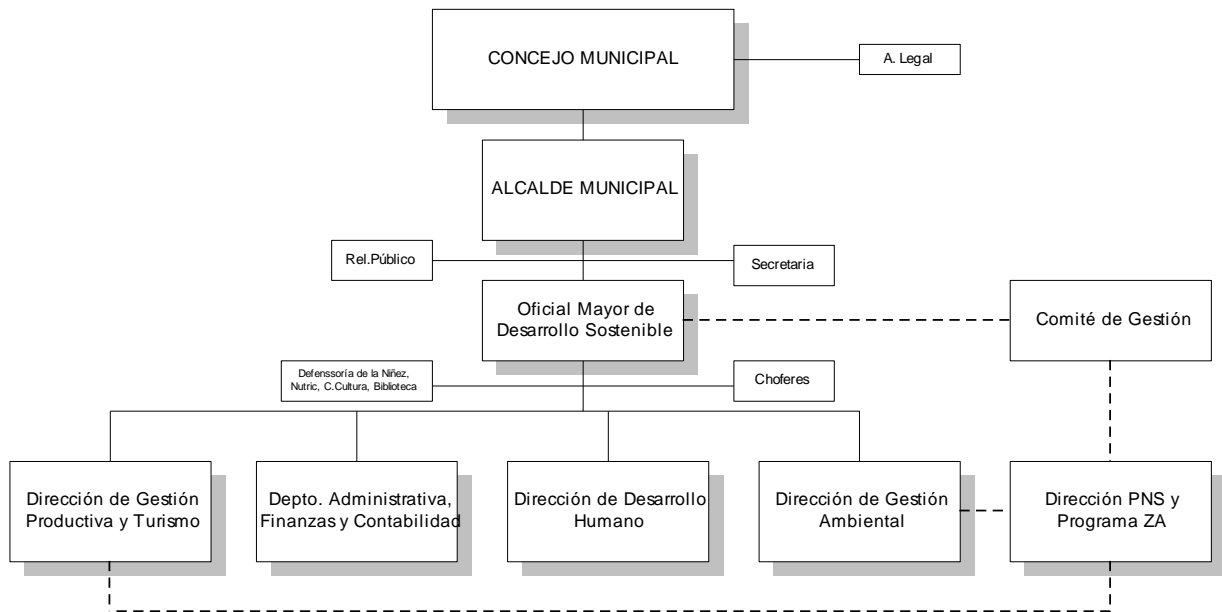 CONCEJO MUNICIPAL
A. Legal
ALCALDE MUNICIPAL
Rel.Público
Secretaria
Oficial Mayor de
Desarrollo Sostenible
Comité de Gestión
Defenssoría de la Niñez,
Nutric, C.Cultura, Biblioteca
Choferes
Dirección de Gestión
Productiva y Turismo
Depto. Administrativa,
Finanzas y Contabilidad
Dirección de Desarrollo
Humano
Dirección de Gestión
Ambiental
Dirección PNS y
Programa ZA